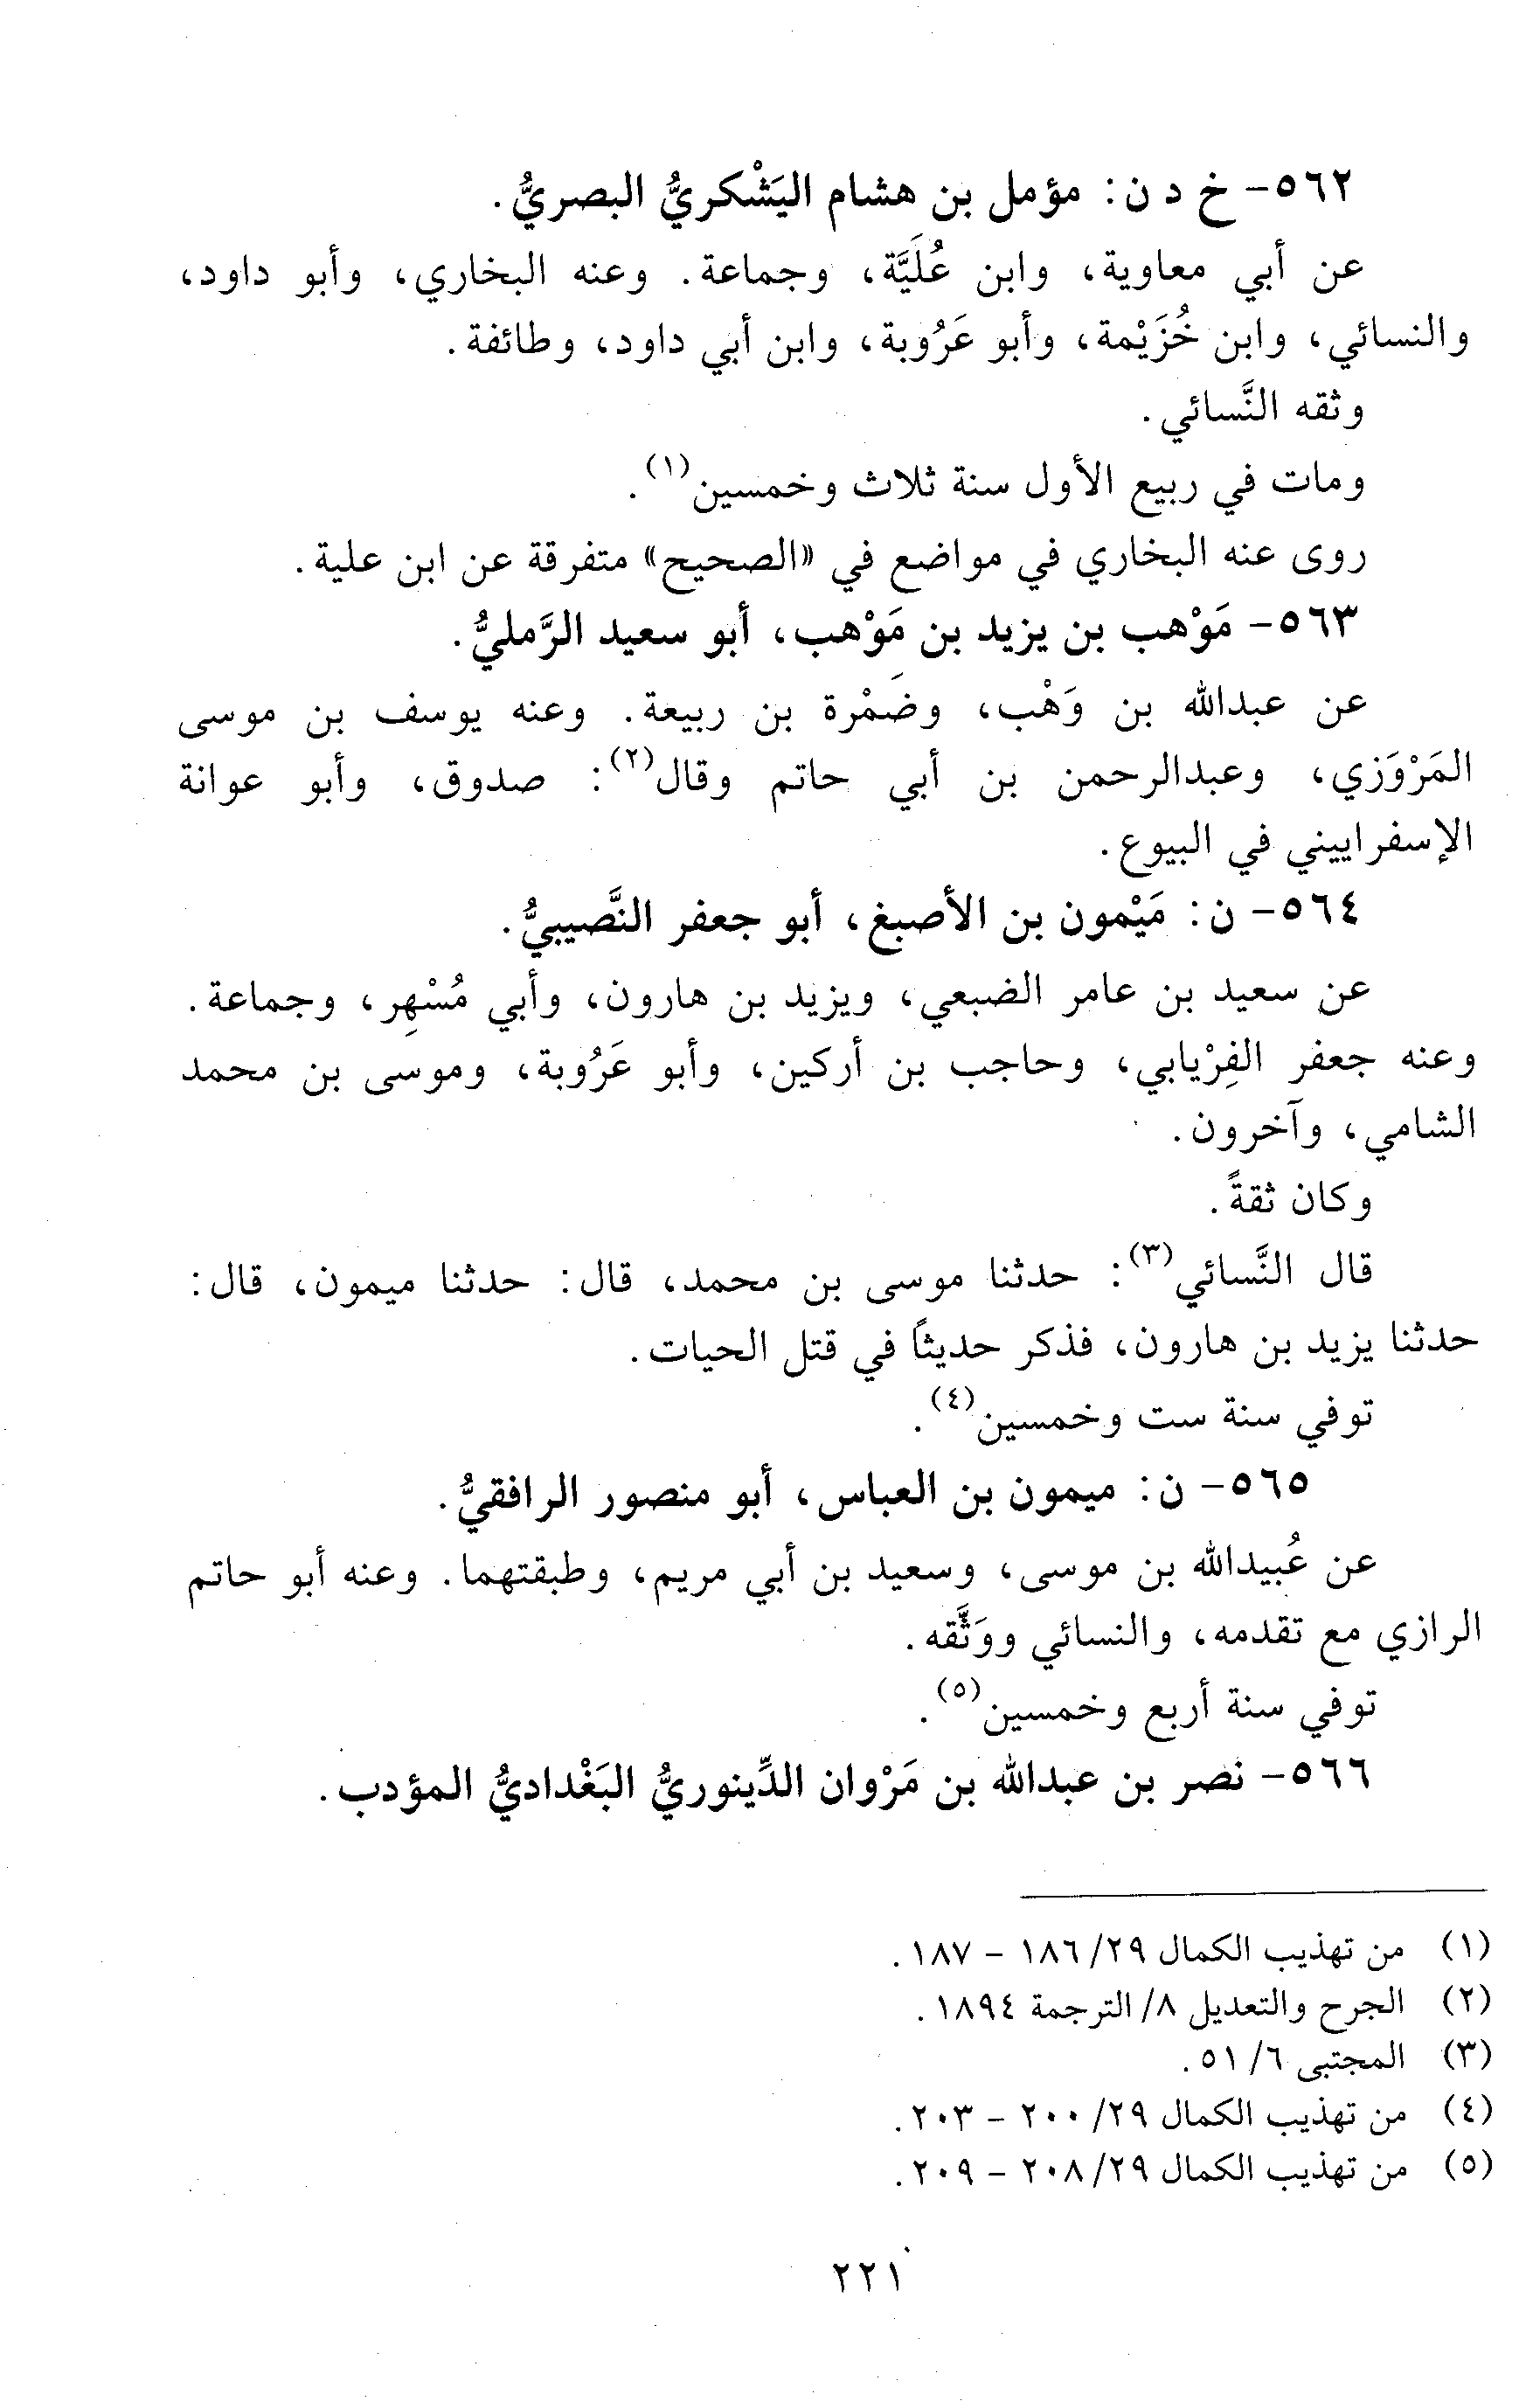 ٥٦٢- خ د ن: مؤمل بن هشام اليَشْكريُّ البصريُّ.
عن أبي معاوية، وابن عُلَيَّة، وجماعة. وعنه البخاري، وأبو داود،
والنسائي، وابن خُزَيْمة، وأبو عَرُوبة، وابن أبي داود، وطائفة.
وثقه النَّسائي.
ومات في ربيع الأول سنة ثلاث وخمسين(١).
روى عنه البخاري في مواضع في «الصحيح» متفرقة عن ابن علية.
٥٦٣- مَوْهب بن يزيد بن مَوْهب، أبو سعيد الرَّمليُّ.
عن عبدالله بن وَهْب، وضَمْرة بن ربيعة. وعنه يوسف بن موسى
المَرْوَزي، وعبدالرحمن بن أبي حاتم وقال(٢): صدوق، وأبو عوانة
الإسفراييني في البيوع.
٥٦٤- ن: مَيْمون بن الأصبغ، أبو جعفر النَّصيبيُّ.
عن سعيد بن عامر الضبعي، ويزيد بن هارون، وأبي مُسْهِر، وجماعة.
وعنه جعفر الفِرْيابي، وحاجب بن أركين، وأبو عَرُوبة، وموسى بن محمد
الشامي، وآخرون.
وكان ثقةً.
قال النَّسائي(٣): حدثنا موسى بن محمد، قال: حدثنا ميمون، قال:
حدثنا يزيد بن هارون، فذكر حديثاً في قتل الحيات.
توفي سنة ست وخمسين(٤).
٥٦٥- ن: ميمون بن العباس، أبو منصور الرافقيُّ.
عن عُبيدالله بن موسى، وسعيد بن أبي مريم، وطبقتهما. وعنه أبو حاتم
الرازي مع تقدمه، والنسائي ووَثَّقه.
توفي سنة أربع وخمسين(٥).
٥٦٦- نصر بن عبدالله بن مَرْوان الدِّينوريُّ البَغْداديُّ المؤدب.
(١) من تهذيب الكمال ٢٩/ ١٨٦ - ١٨٧.
(٢) الجرح والتعديل ٨/ الترجمة ١٨٩٤.
(٣) المجتبى ٦/ ٥١.
(٤) من تهذيب الكمال ٢٩/ ٢٠٠ - ٢٠٣.
(٥) من تهذيب الكمال ٢٩/ ٢٠٨ - ٢٠٩.
٢٢١